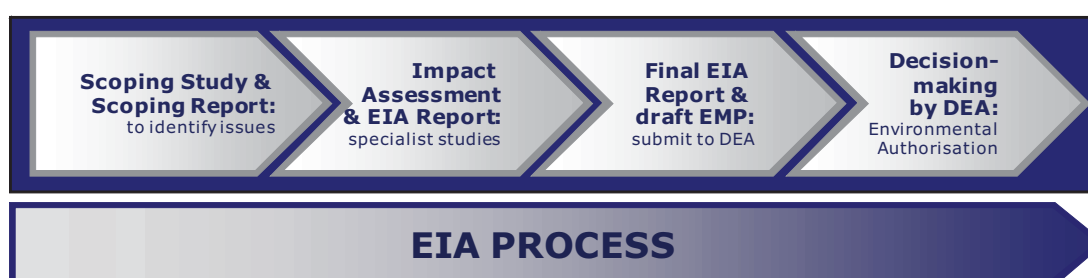 Scoping Study &
Scoping Report:
to identify issues
Impact
Assessment
& EIA Report:
specialist studies
Final EIA
Report &
draft EMP:
submit to DEA
Decision-
making
by DEA:
Environmental
Authorisation
EIA PROCESS